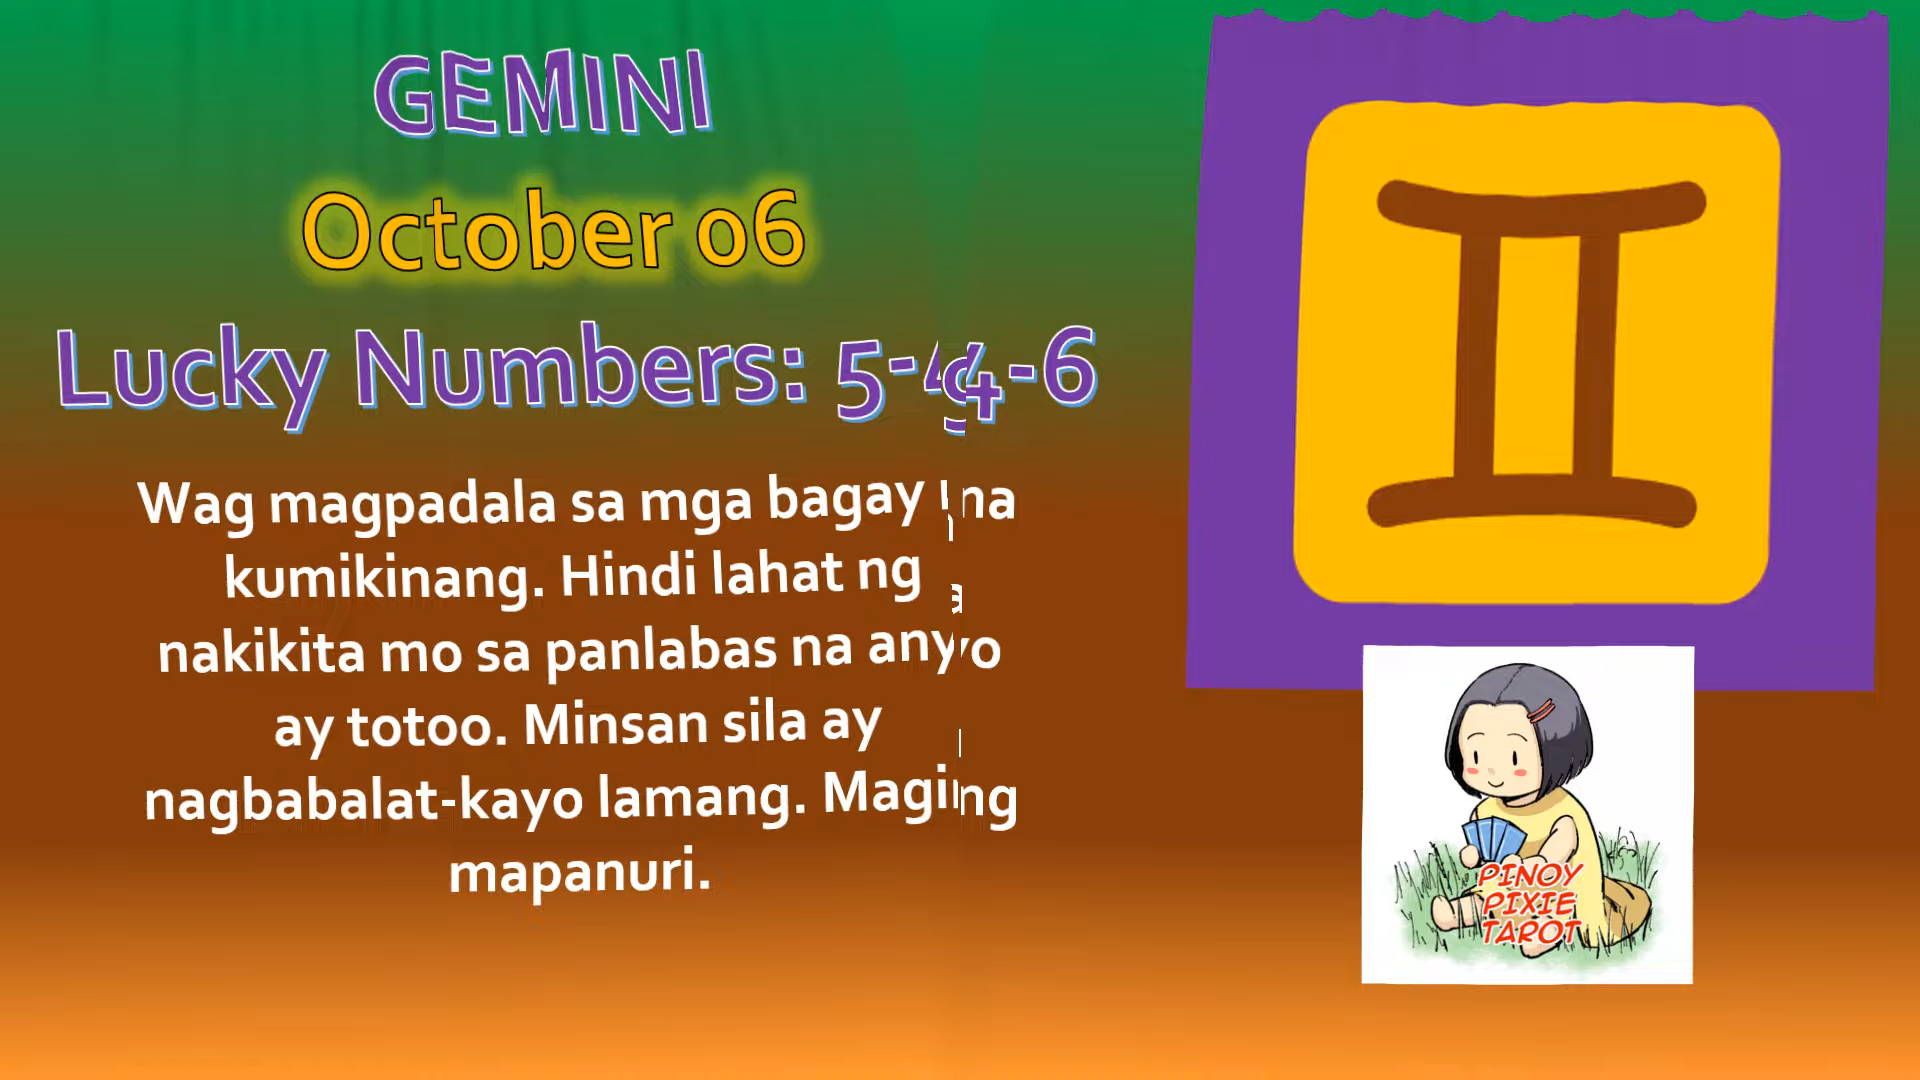 GEMINI
October 06
Lucky Numbers: 5-4-6
Wag magpadala sa mga bagay na
kumikinang. Hindi lahat ng
nakikita mo sa panlabas na anyo
ay totoo. Minsan sila ay
nagbabalat-kayo lamang. Maging
mapanuri.
PINOY
PIXIE
TAROT